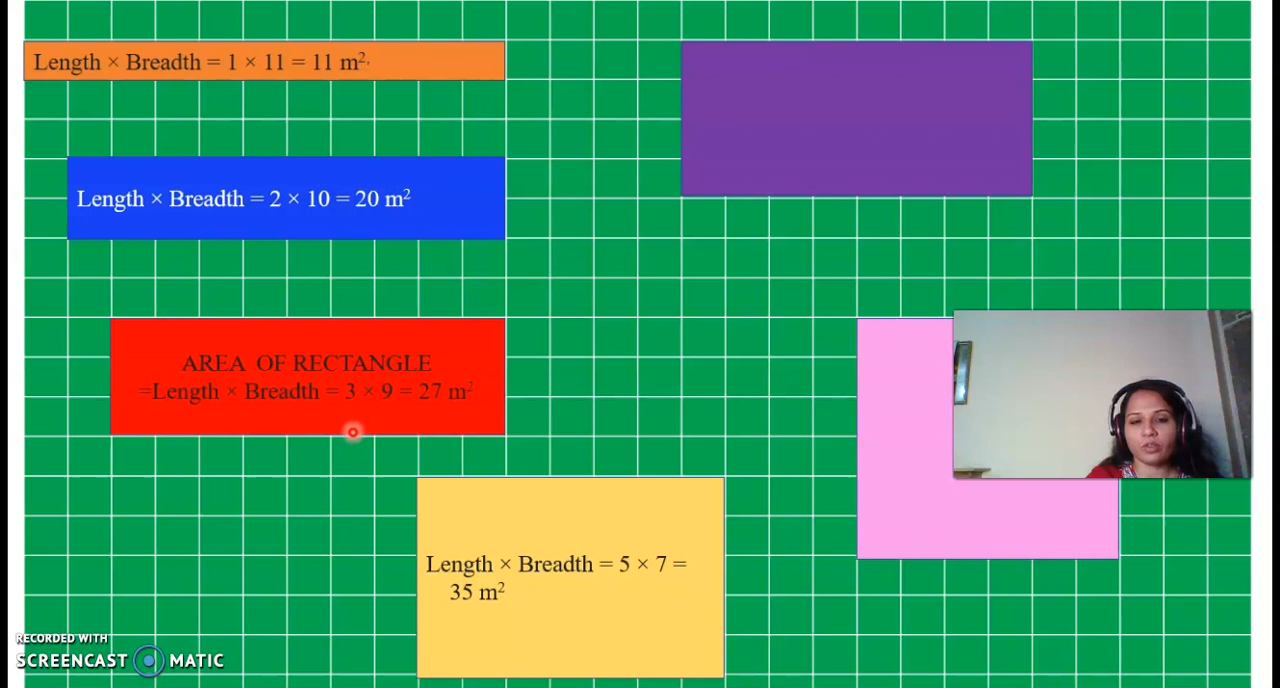 Length × Breadth = 1 × 11 = 11 m².
Length × Breadth = 2 × 10 = 20 m²
AREA OF RECTANGLE
=Length × Breadth = 3 × 9 = 27 m²
Length × Breadth = 5 × 7 =
35 m²
RECORDED WITH
SCREENCAST MATIC